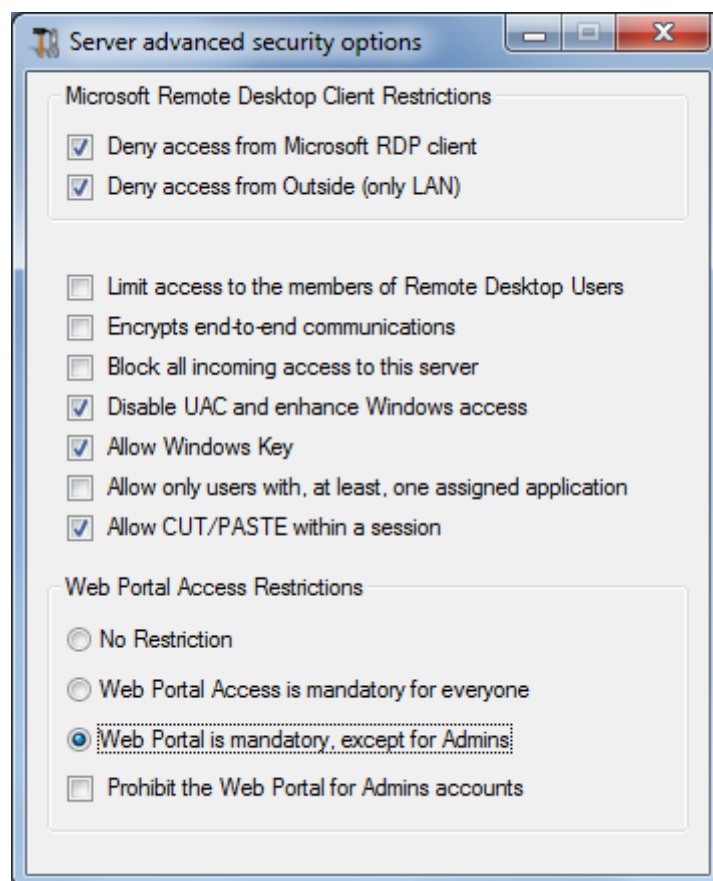 Server advanced security options
Microsoft Remote Desktop Client Restrictions
Deny access from Microsoft RDP client
Deny access from Outside (only LAN)
Limit access to the members of Remote Desktop Users
Encrypts end-to-end communications
Block all incoming access to this server
Disable UAC and enhance Windows access
Allow Windows Key
Allow only users with, at least, one assigned application
Allow CUT/PASTE within a session
Web Portal Access Restrictions
No Restriction
Web Portal Access is mandatory for everyone
Web Portal is mandatory, except for Admins
Prohibit the Web Portal for Admins accounts